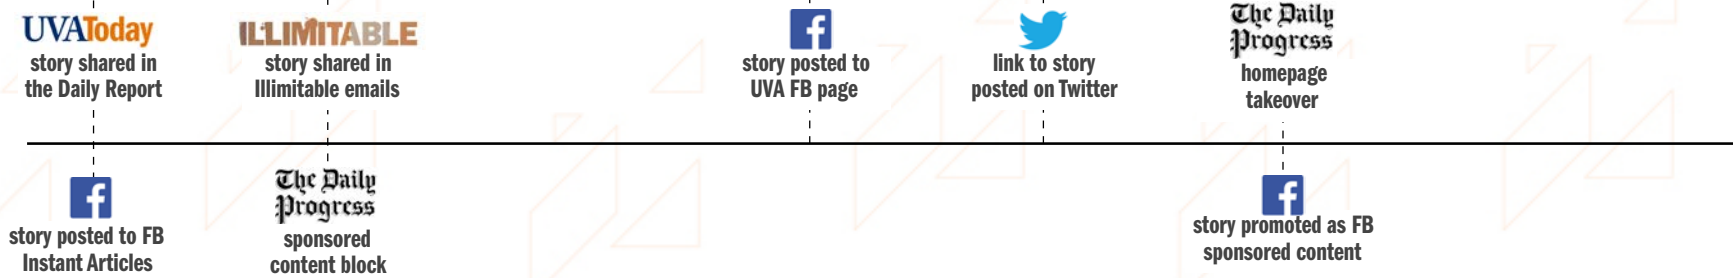 UVAToday
story shared in
the Daily Report
ILLIMITABLE
story shared in
Illimitable emails
f
story posted to
UVA FB page
link to story
posted on Twitter
The Daily
Progress
homepage
takeover
f
story posted to FB
Instant Articles
The Daily
Progress
sponsored
content block
f
story promoted as FB
sponsored content